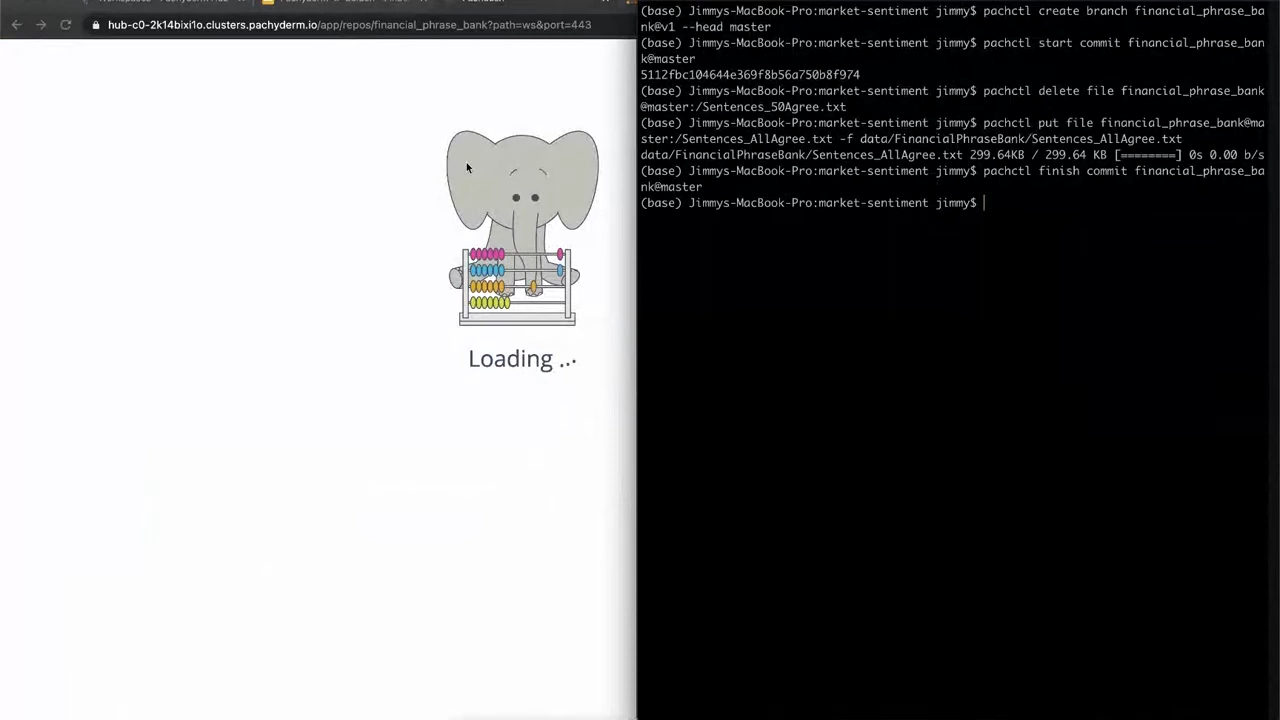 hub-c0-2k14bixi1o.clusters.pachyderm.io/app/repos/financial_phrase_bank?path=ws&port=443
Loading ...
(base) Jimmys-MacBook-Pro:market-sentiment jimmy$ pachctl create branch financial_phrase_ba
nk@v1 --head master
(base) Jimmys-MacBook-Pro:market-sentiment jimmy$ pachctl start commit financial_phrase_ban
k@master
5112fbc104644e369f8b56a750b8f974
(base) Jimmys-MacBook-Pro:market-sentiment jimmy$ pachctl delete file financial_phrase_bank
@master:/Sentences_50Agree.txt
(base) Jimmys-MacBook-Pro:market-sentiment jimmy$ pachctl put file financial_phrase_bank@ma
ster:/Sentences_AllAgree.txt -f data/FinancialPhraseBank/Sentences_AllAgree.txt
data/FinancialPhraseBank/Sentences_AllAgree.txt 299.64KB / 299.64 KB [========] 0s 0.00 b/s
(base) Jimmys-MacBook-Pro:market-sentiment jimmy$ pachctl finish commit financial_phrase_ba
nk@master
(base) Jimmys-MacBook-Pro:market-sentiment jimmy$